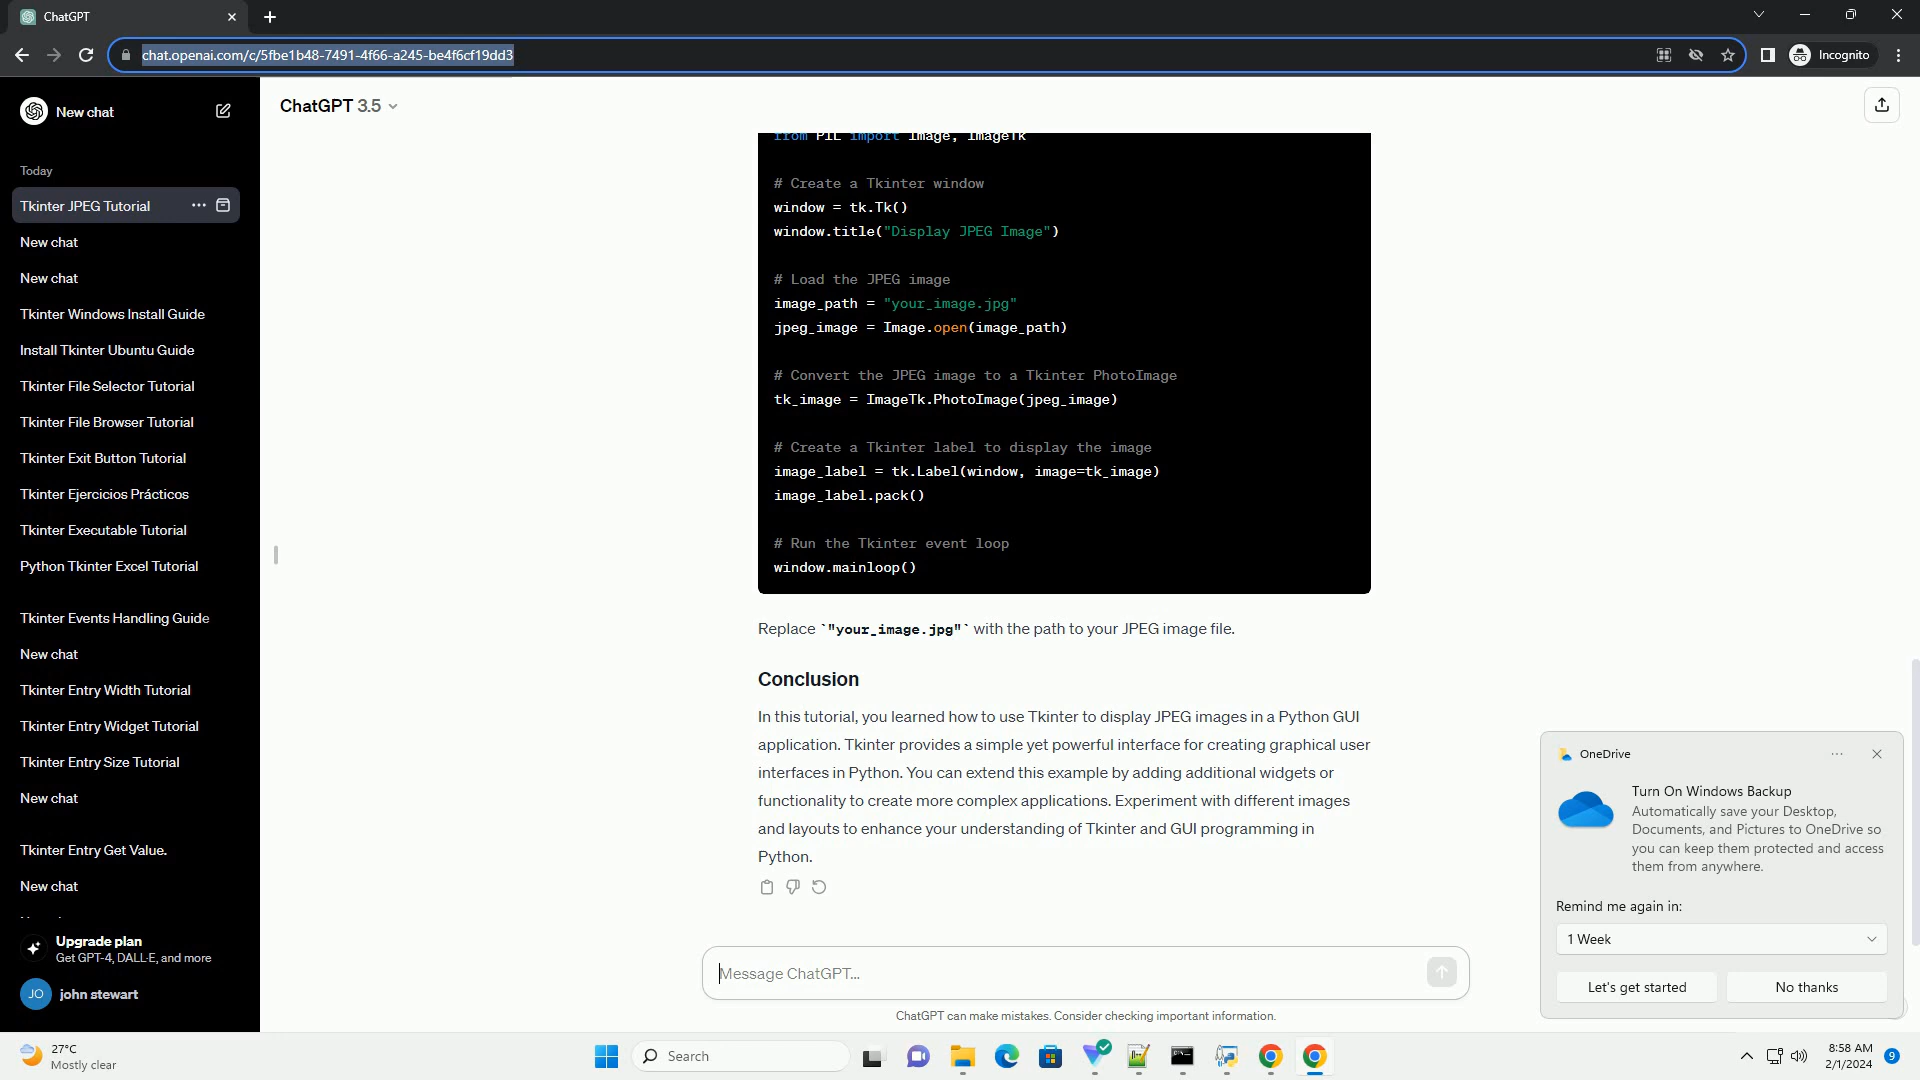 ChatGPT
chat.openai.com/c/5fbe1b48-7491-4f66-a245-be4f6cf19dd3
Incognito
New chat
Today
Tkinter JPEG Tutorial
New chat
New chat
Tkinter Windows Install Guide
Install Tkinter Ubuntu Guide
Tkinter File Selector Tutorial
Tkinter File Browser Tutorial
Tkinter Exit Button Tutorial
Tkinter Ejercicios Prácticos
Tkinter Executable Tutorial
Python Tkinter Excel Tutorial
Tkinter Events Handling Guide
New chat
Tkinter Entry Width Tutorial
Tkinter Entry Widget Tutorial
Tkinter Entry Size Tutorial
New chat
Tkinter Entry Get Value.
New chat
Upgrade plan
Get GPT-4, DALL·E, and more
JO
john stewart
ChatGPT 3.5
from PIL import Image, ImageTk
# Create a Tkinter window
window = tk.Tk()
window.title("Display JPEG Image")
# Load the JPEG image
image_path = "your_image.jpg"
jpeg_image = Image.open(image_path)
# Convert the JPEG image to a Tkinter PhotoImage
tk_image = ImageTk.PhotoImage(jpeg_image)
# Create a Tkinter label to display the image
image_label = tk.Label(window, image=tk_image)
image_label.pack()
# Run the Tkinter event loop
window.mainloop()
Replace `"your_image.jpg"` with the path to your JPEG image file.
Conclusion
In this tutorial, you learned how to use Tkinter to display JPEG images in a Python GUI
application. Tkinter provides a simple yet powerful interface for creating graphical user
interfaces in Python. You can extend this example by adding additional widgets or
functionality to create more complex applications. Experiment with different images
and layouts to enhance your understanding of Tkinter and GUI programming in
Python.
Message ChatGPT...
ChatGPT can make mistakes. Consider checking important information.
OneDrive
Turn On Windows Backup
Automatically save your Desktop,
Documents, and Pictures to OneDrive so
you can keep them protected and access
them from anywhere.
Remind me again in:
1 Week
Let's get started
No thanks
27°C
Mostly clear
Search
8:58 AM
2/1/2024
9